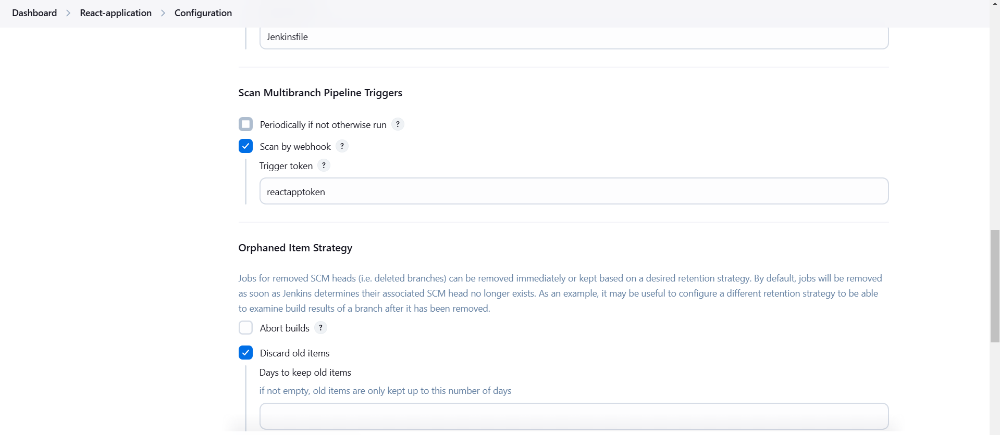 Dashboard > React-application > Configuration
Jenkinsfile
Scan Multibranch Pipeline Triggers
Periodically if not otherwise run ?
Scan by webhook ?
Trigger token ?
reactapptoken
Orphaned Item Strategy
Jobs for removed SCM heads (i.e. deleted branches) can be removed immediately or kept based on a desired retention strategy. By default, jobs will be removed
as soon as Jenkins determines their associated SCM head no longer exists. As an example, it may be useful to configure a different retention strategy to be able
to examine build results of a branch after it has been removed.
Abort builds ?
Discard old items
Days to keep old items
if not empty, old items are only kept up to this number of days